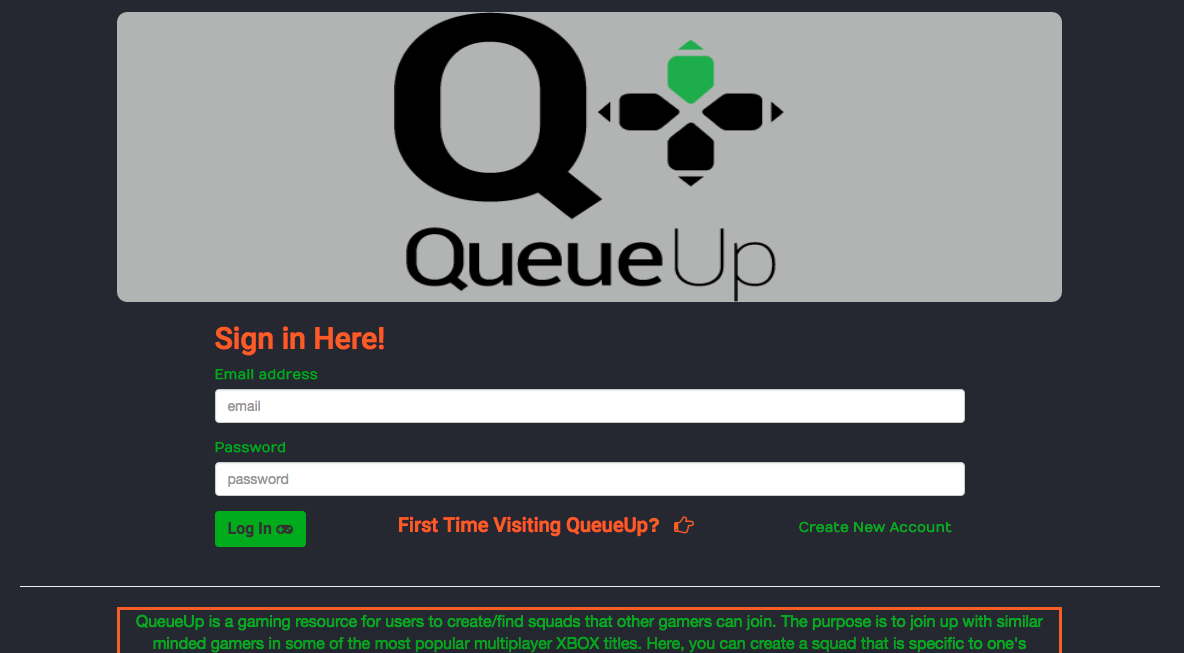 Q
QueueUp
Sign in Here!
Email address
email
Password
password
Log In
First Time Visiting QueueUp?
Create New Account
QueueUp is a gaming resource for users to create/find squads that other gamers can join. The purpose is to join up with similar
minded gamers in some of the most popular multiplayer XBOX titles. Here, you can create a squad that is specific to one's